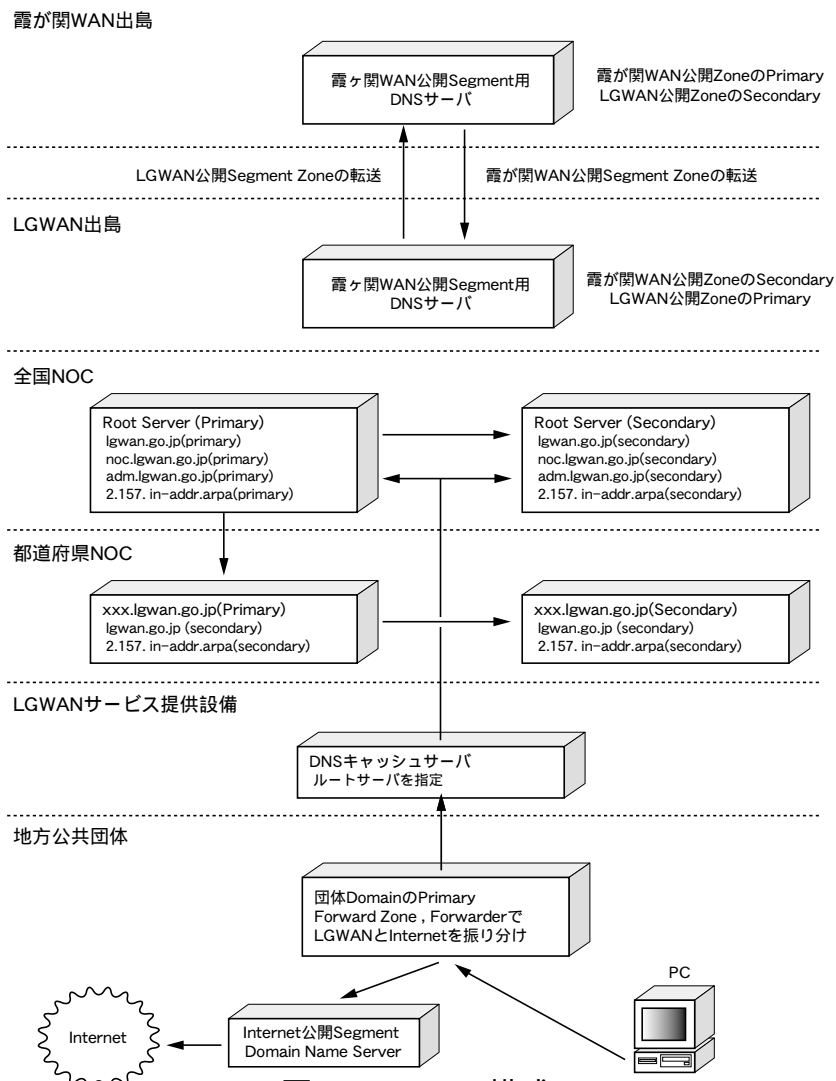 霞が関WAN出島
霞ヶ関WAN公開Segment用
DNSサーバ
霞が関WAN公開ZoneのPrimary
LGWAN公開ZoneのSecondary
LGWAN公開Segment Zoneの転送
霞が関WAN公開Segment Zoneの転送
LGWAN出島
霞ヶ関WAN公開Segment用
DNSサーバ
霞が関WAN公開ZoneのSecondary
LGWAN公開ZoneのPrimary
全国NOC
Root Server (Primary)
lgwan.go.jp(primary)
noc.lgwan.go.jp(primary)
adm.lgwan.go.jp(primary)
2.157. in-addr.arpa(primary)
Root Server (Secondary)
lgwan.go.jp(secondary)
noc.lgwan.go.jp(secondary)
adm.lgwan.go.jp(secondary)
2.157. in-addr.arpa(secondary)
都道府県NOC
xxx.lgwan.go.jp(Primary)
lgwan.go.jp (secondary)
2.157. in-addr.arpa(secondary)
xxx.lgwan.go.jp(Secondary)
lgwan.go.jp (secondary)
2.157. in-addr.arpa(secondary)
LGWANサービス提供設備
DNSキャッシュサーバ
ルートサーバを指定
地方公共団体
団体DomainのPrimary
Forward Zone , Forwarderで
LGWANとInternetを振り分け
PC
Internet
Internet公開Segment
Domain Name Server